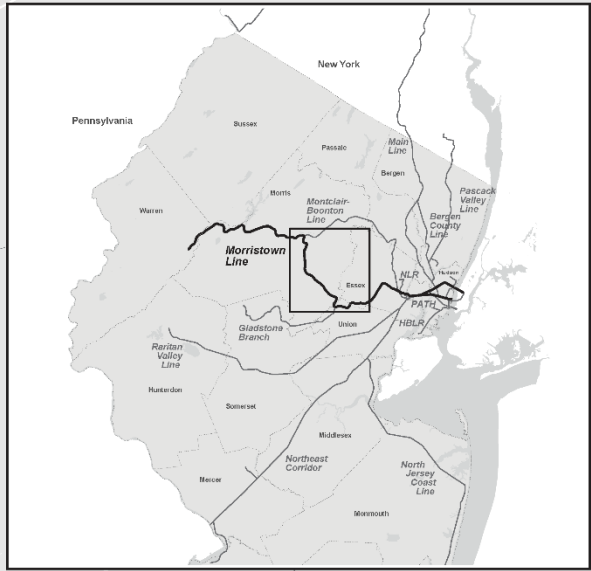 New York
Pennsylvania
Sussex
Passaic
Main
Line
Bergen
Morris
Pascack
Valley
Line
Warren
Montclair-
Boonton
Line
Bergen
County
Line
Morristown
Line
NLR
Hudson
Essex
PATH
Gladstone
Branch
Union
HBLR
Raritan
Valley
Line
Hunterdon
Somerset
Middlesex
Northeast
Corridor
North
Jersey
Coast
Line
Mercer
Monmouth